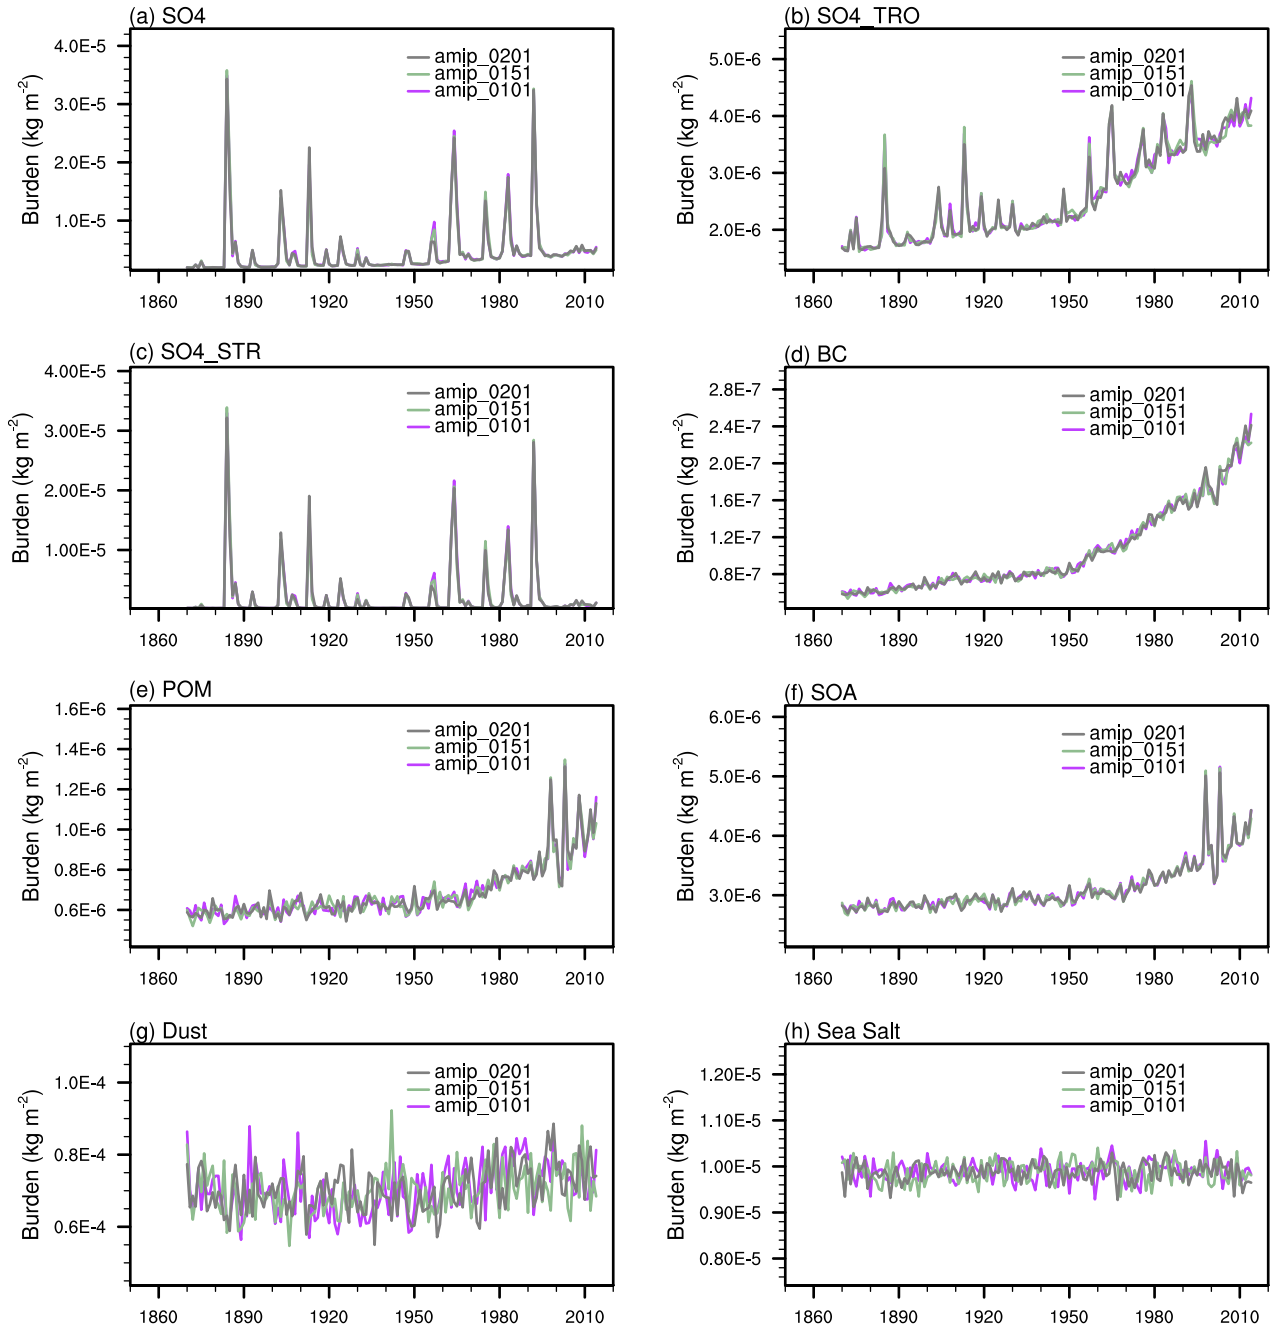 (a) SO4
Burden (kg m-2)
4.0E-5
3.0E-5
2.0E-5
1.0E-5
amip_0201
amip_0151
amip_0101
1860 1890 1920 1950 1980 2010
(b) SO4_TRO
Burden (kg m-2)
5.0E-6
4.0E-6
3.0E-6
2.0E-6
amip_0201
amip_0151
amip_0101
1860 1890 1920 1950 1980 2010
(c) SO4_STR
Burden (kg m-2)
4.00E-5
3.00E-5
2.00E-5
1.00E-5
amip_0201
amip_0151
amip_0101
1860 1890 1920 1950 1980 2010
(d) BC
Burden (kg m-2)
2.8E-7
2.4E-7
2.0E-7
1.6E-7
1.2E-7
0.8E-7
amip_0201
amip_0151
amip_0101
1860 1890 1920 1950 1980 2010
(e) POM
Burden (kg m-2)
1.6E-6
1.4E-6
1.2E-6
1.0E-6
0.8E-6
0.6E-6
amip_0201
amip_0151
amip_0101
1860 1890 1920 1950 1980 2010
(f) SOA
Burden (kg m-2)
6.0E-6
5.0E-6
4.0E-6
3.0E-6
amip_0201
amip_0151
amip_0101
1860 1890 1920 1950 1980 2010
(g) Dust
Burden (kg m-2)
1.0E-4
0.8E-4
0.6E-4
amip_0201
amip_0151
amip_0101
1860 1890 1920 1950 1980 2010
(h) Sea Salt
Burden (kg m-2)
1.20E-5
1.10E-5
1.00E-5
0.90E-5
0.80E-5
amip_0201
amip_0151
amip_0101
1860 1890 1920 1950 1980 2010